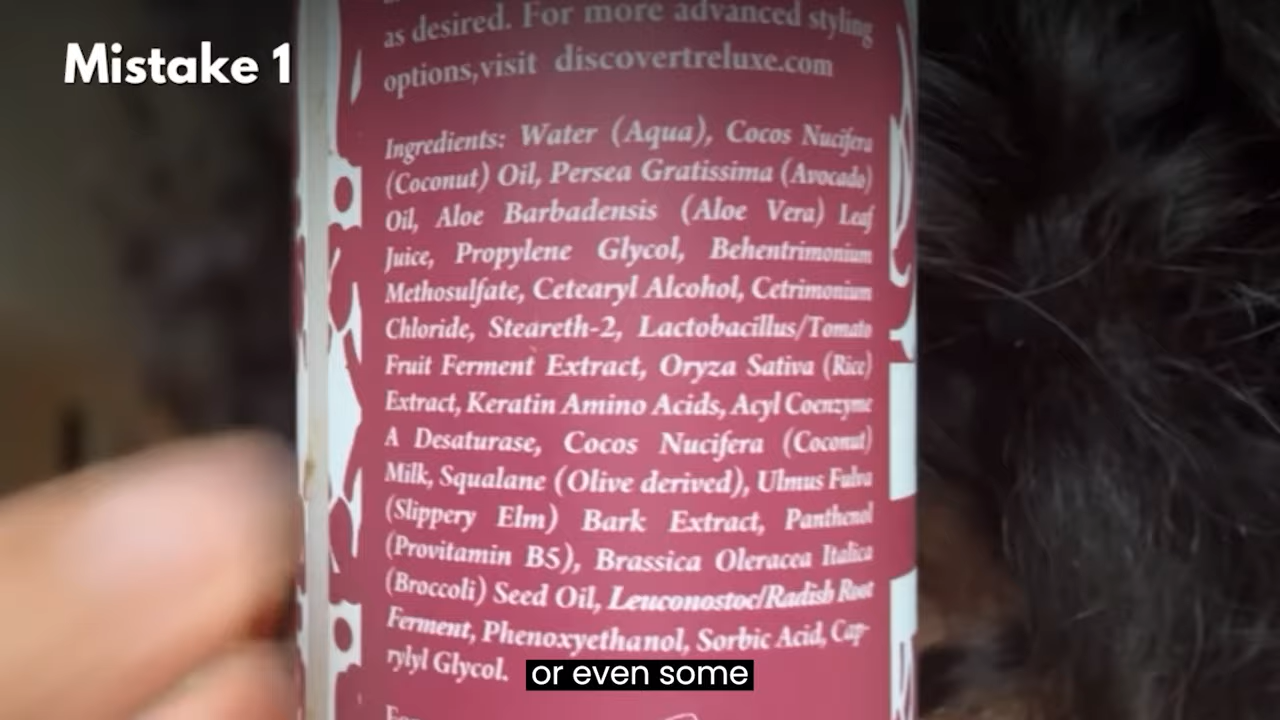 Mistake 1
as desired. For more advanced styling
options, visit discovertreluxe.com
Ingredients: Water (Aqua), Cocos Nucifera
(Coconut) Oil, Persea Gratissima (Avocado)
Oil, Aloe Barbadensis (Aloe Vera) Leaf
Juice, Propylene Glycol, Behentrimonium
Methosulfate, Cetearyl Alcohol, Cetrimonium
Chloride, Steareth-2, Lactobacillus/Tomato
Fruit Ferment Extract, Oryza Sativa (Rice)
Extract, Keratin Amino Acids, Acyl Coenzyme
A Desaturase, Cocos Nucifera (Coconut)
Milk, Squalane (Olive derived), Ulmus Fulva
(Slippery Elm) Bark Extract, Panthenol
(Provitamin B5), Brassica Oleracea Italica
(Broccoli) Seed Oil, Leuconostoc/Radish Root
Ferment, Phenoxyethanol, Sorbic Acid, Cap-
rylyl Glycol.
or even some